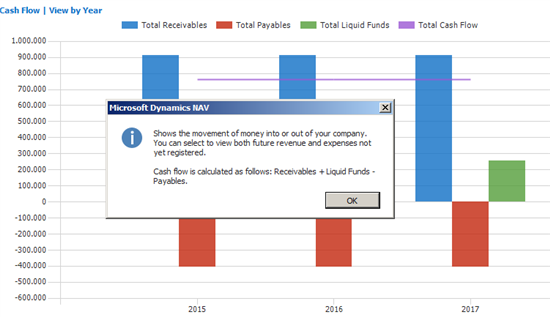 Cash Flow | View by Year
Total Receivables Total Payables Total Liquid Funds Total Cash Flow
1.000.000
900.000
800.000
700.000
600.000
500.000
400.000
300.000
200.000
100.000
0
-100.000
-200.000
-300.000
-400.000
-500.000
-600.000
Microsoft Dynamics NAV
Shows the movement of money into or out of your company.
You can select to view both future revenue and expenses not
yet registered.
Cash flow is calculated as follows: Receivables + Liquid Funds -
Payables.
OK
2015 2016 2017